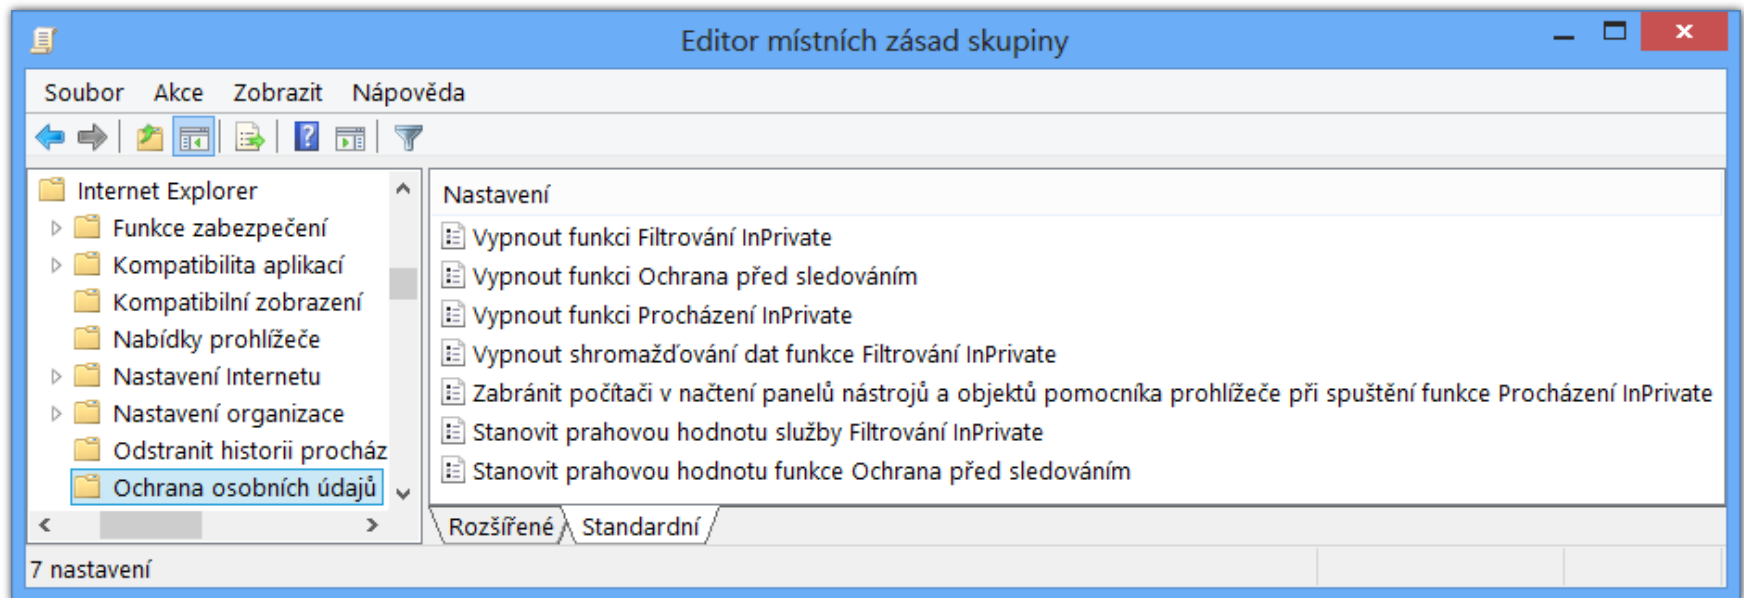 Editor místních zásad skupiny
Soubor Akce Zobrazit Nápověda
Internet Explorer
Funkce zabezpečení
Kompatibilita aplikací
Kompatibilní zobrazení
Nabídky prohlížeče
Nastavení Internetu
Nastavení organizace
Odstranit historii procház
Ochrana osobních údajů
Nastavení
Vypnout funkci Filtrování InPrivate
Vypnout funkci Ochrana před sledováním
Vypnout funkci Procházení InPrivate
Vypnout shromažďování dat funkce Filtrování InPrivate
Zabránit počítači v načtení panelů nástrojů a objektů pomocníka prohlížeče při spuštění funkce Procházení InPrivate
Stanovit prahovou hodnotu služby Filtrování InPrivate
Stanovit prahovou hodnotu funkce Ochrana před sledováním
Rozšířené Standardní
7 nastavení